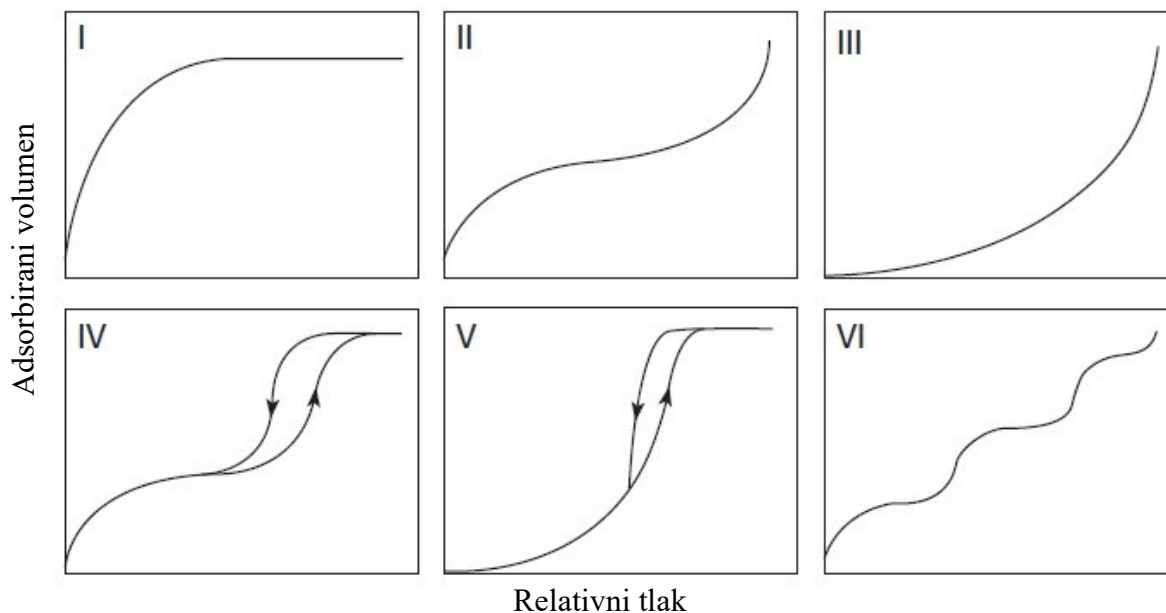 I
II
III
Adsorbirani volumen
IV
V
VI
Relativni tlak